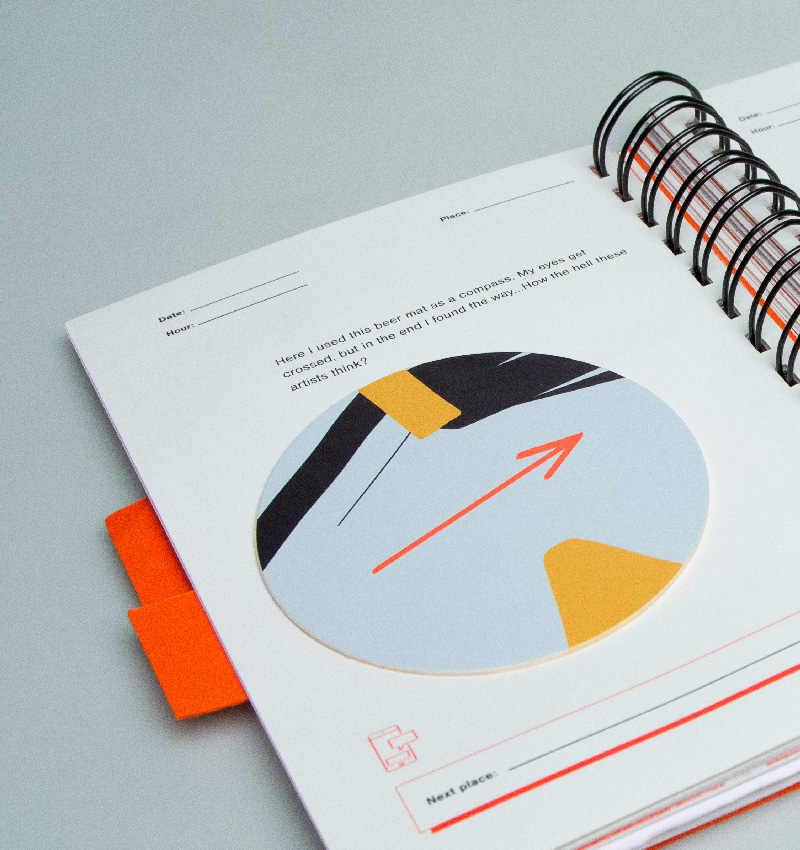 Place:
Date:
Hour:
Here I used this beer mat as a compass. My eyes get
crossed, but in the end I found the way...How the hell these
artists think?
Next place:
Date:
Hour: